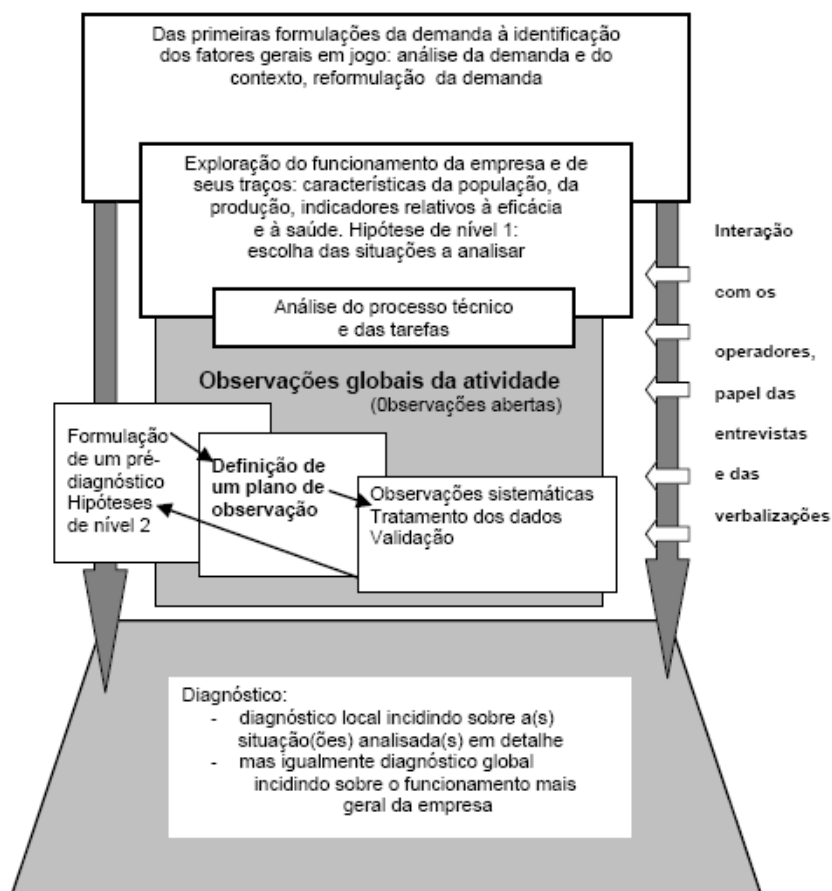 Das primeiras formulações da demanda à identificação
dos fatores gerais em jogo: análise da demanda e do
contexto, reformulação da demanda
Exploração do funcionamento da empresa e de
seus traços: características da população, da
produção, indicadores relativos à eficácia
e à saúde. Hipótese de nível 1:
escolha das situações a analisar
Análise do processo técnico
e das tarefas
Observações globais da atividade
(0bservações abertas)
Formulação
de um pré-
diagnóstico
Hipóteses
de nível 2
Definição de
um plano de
observação
Observações sistemáticas
Tratamento dos dados
Validação
Interação
com os
operadores,
papel das
entrevistas
e das
verbalizações
Diagnóstico:
- diagnóstico local incidindo sobre a(s)
situação(ões) analisada(s) em detalhe
- mas igualmente diagnóstico global
incidindo sobre o funcionamento mais
geral da empresa